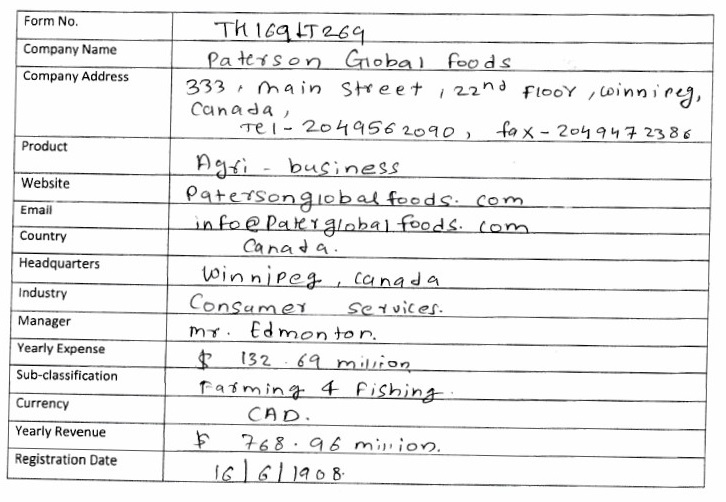 Form No. TH1691T269
Company Name Paterson Global foods
Company Address 333, main street, 22nd floor, winnipeg,
Canada,
Tel - 2049562090, fax - 2049472386
Product Agri - business
Website Patersonglobalfoods. com
Email info@Paterglobalfoods. com
Country Canada.
Headquarters Winnipeg, Canada
Industry Consumer services.
Manager mr. Edmonton.
Yearly Expense $ 132.69 million
Sub-classification Farming & Fishing.
Currency CAD.
Yearly Revenue $ 768.96 million.
Registration Date 16/6/1908.